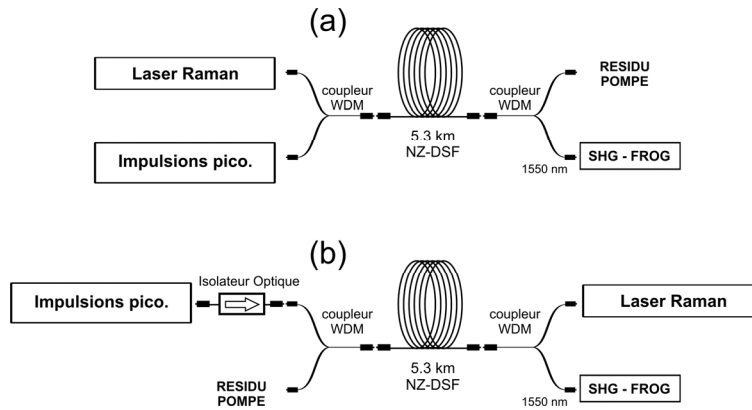 (a)
Laser Raman
coupleur
WDM
coupleur
WDM
RESIDU
POMPE
Impulsions pico.
5.3 km
NZ-DSF
1550 nm
SHG - FROG
(b)
Impulsions pico.
Isolateur Optique
coupleur
WDM
coupleur
WDM
Laser Raman
RESIDU
POMPE
5.3 km
NZ-DSF
1550 nm
SHG - FROG